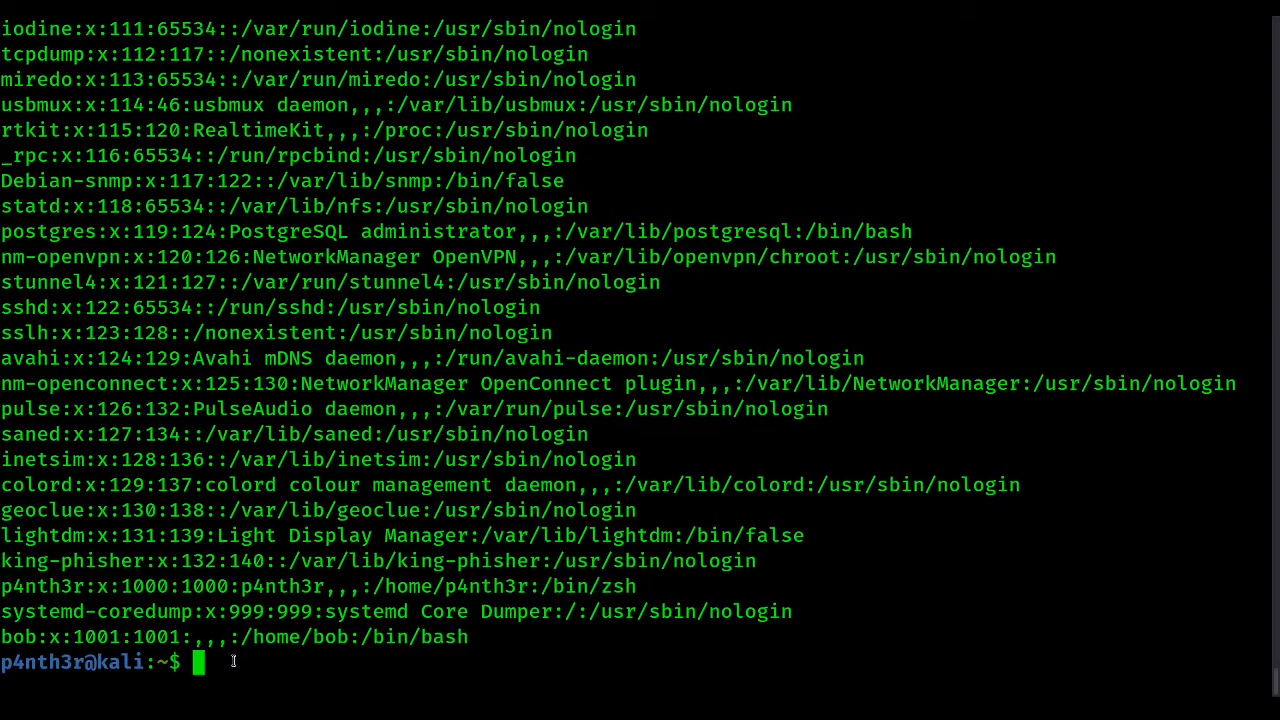 iodine:x:111:65534::/var/run/iodine:/usr/sbin/nologin
tcpdump:x:112:117::/nonexistent:/usr/sbin/nologin
miredo:x:113:65534::/var/run/miredo:/usr/sbin/nologin
usbmux:x:114:46:usbmux daemon,,,:/var/lib/usbmux:/usr/sbin/nologin
rtkit:x:115:120:RealtimeKit,,,:/proc:/usr/sbin/nologin
_rpc:x:116:65534::/run/rpcbind:/usr/sbin/nologin
Debian-snmp:x:117:122::/var/lib/snmp:/bin/false
statd:x:118:65534::/var/lib/nfs:/usr/sbin/nologin
postgres:x:119:124:PostgreSQL administrator,,,:/var/lib/postgresql:/bin/bash
nm-openvpn:x:120:126:NetworkManager OpenVPN,,,:/var/lib/openvpn/chroot:/usr/sbin/nologin
stunnel4:x:121:127::/var/run/stunnel4:/usr/sbin/nologin
sshd:x:122:65534::/run/sshd:/usr/sbin/nologin
sslh:x:123:128::/nonexistent:/usr/sbin/nologin
avahi:x:124:129:Avahi mDNS daemon,,,:/run/avahi-daemon:/usr/sbin/nologin
nm-openconnect:x:125:130:NetworkManager OpenConnect plugin,,,:/var/lib/NetworkManager:/usr/sbin/nologin
pulse:x:126:132:PulseAudio daemon,,,:/var/run/pulse:/usr/sbin/nologin
saned:x:127:134::/var/lib/saned:/usr/sbin/nologin
inetsim:x:128:136::/var/lib/inetsim:/usr/sbin/nologin
colord:x:129:137:colord colour management daemon,,,:/var/lib/colord:/usr/sbin/nologin
geoclue:x:130:138::/var/lib/geoclue:/usr/sbin/nologin
lightdm:x:131:139:Light Display Manager:/var/lib/lightdm:/bin/false
king-phisher:x:132:140::/var/lib/king-phisher:/usr/sbin/nologin
p4nth3r:x:1000:1000:p4nth3r,,,:/home/p4nth3r:/bin/zsh
systemd-coredump:x:999:999:systemd Core Dumper:/:/usr/sbin/nologin
bob:x:1001:1001:,,,:/home/bob:/bin/bash
p4nth3r@kali:~$